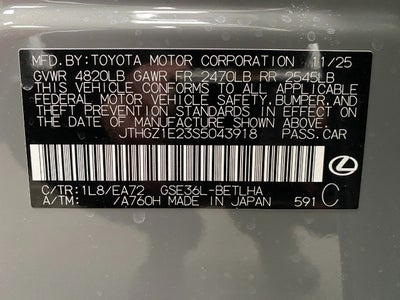 MFD.BY:TOYOTA MOTOR CORPORATION 11/25
GVWR 4820LB GAWR FR 2470LB RR 2545LB
THIS VEHICLE CONFORMS TO ALL APPLICABLE
FEDERAL MOTOR VEHICLE SAFETY, BUMPER, AND
THEFT PREVENTION STANDARDS IN EFFECT ON
THE DATE OF MANUFACTURE SHOWN ABOVE.
JTHGZ1E23S5043918 PASS.CAR
C/TR:1L8/EA72 GSE36L-BETLHA C
A/TM: /A760H MADE IN JAPAN 591